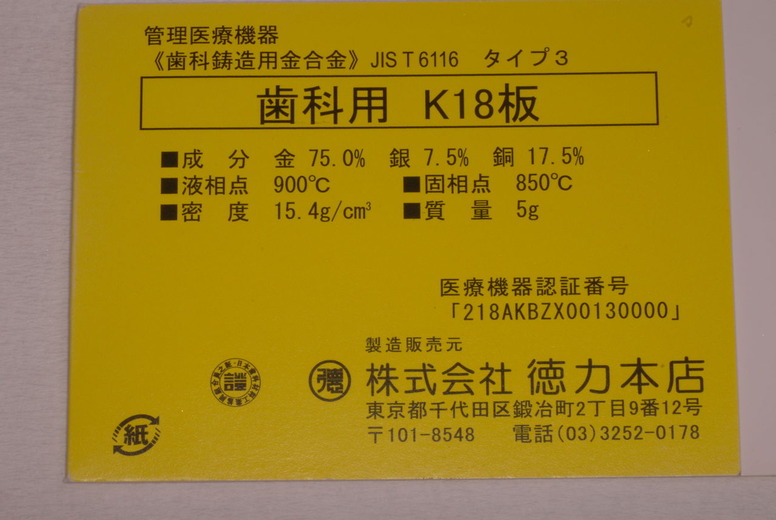 管理医療機器
《歯科鋳造用金合金》JIS T 6116 タイプ3
歯科用 K18板
■成 分 金 75.0% 銀 7.5% 銅 17.5%
■液相点 900℃ ■固相点 850℃
■密 度 15.4g/cm³ ■質 量 5g
医療機器認証番号
「218AKBZX00130000」
製造販売元
徳 株式会社 徳力本店
東京都千代田区鍛冶町2丁目9番12号
〒101-8548 電話(03)3252-0178
紙